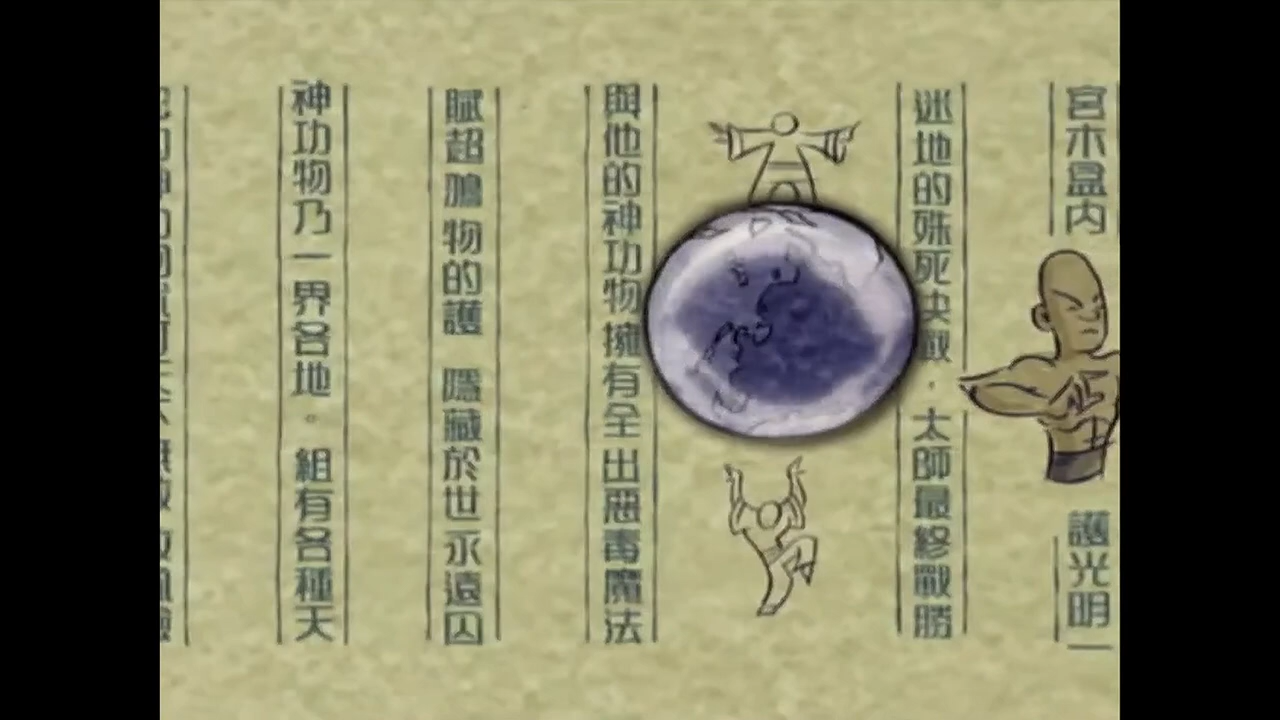 宮木盒内
護光明一
迷地的殊死决戰，太師最終戰勝
與他的神功物擁有全出惡毒魔法
賦超 物的護 隱藏於世永遠囚
神功物乃一界各地。組有各種天